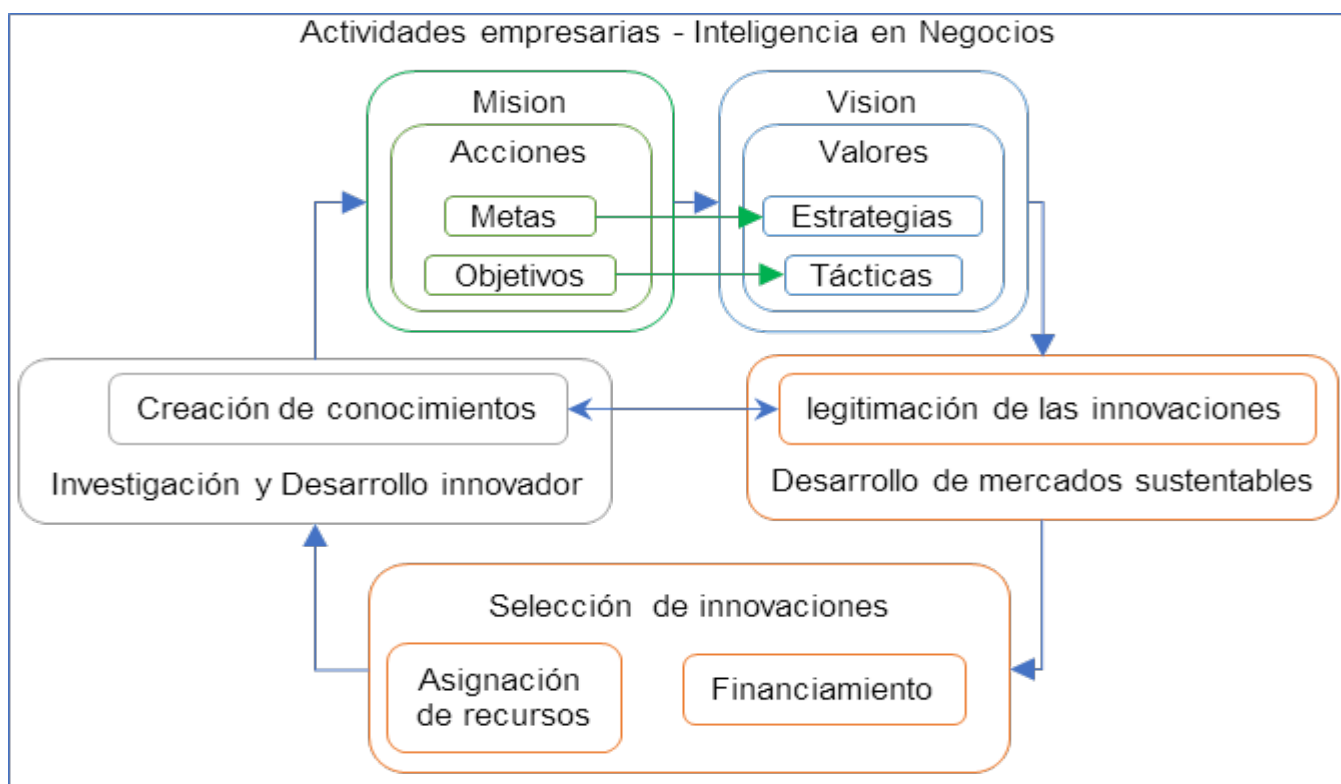 Actividades empresarias - Inteligencia en Negocios
Mision
Vision
Acciones
Valores
Metas
Estrategias
Objetivos
Tácticas
Creación de conocimientos
legitimación de las innovaciones
Investigación y Desarrollo innovador
Desarrollo de mercados sustentables
Selección de innovaciones
Asignación
de recursos
Financiamiento